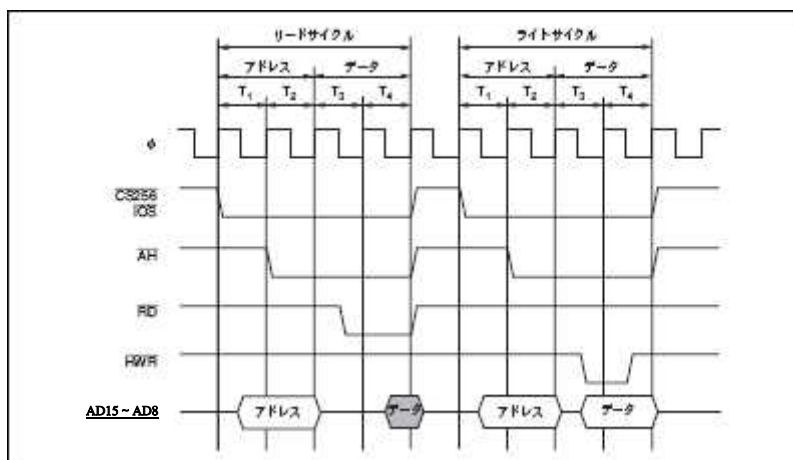 リードサイクル ライトサイクル
アドレス データ アドレス データ
T1 T2 T3 T4 T1 T2 T3 T4
φ
CS256
IOS
AH
RD
HWR
AD15 ~ AD8 アドレス データ アドレス データ